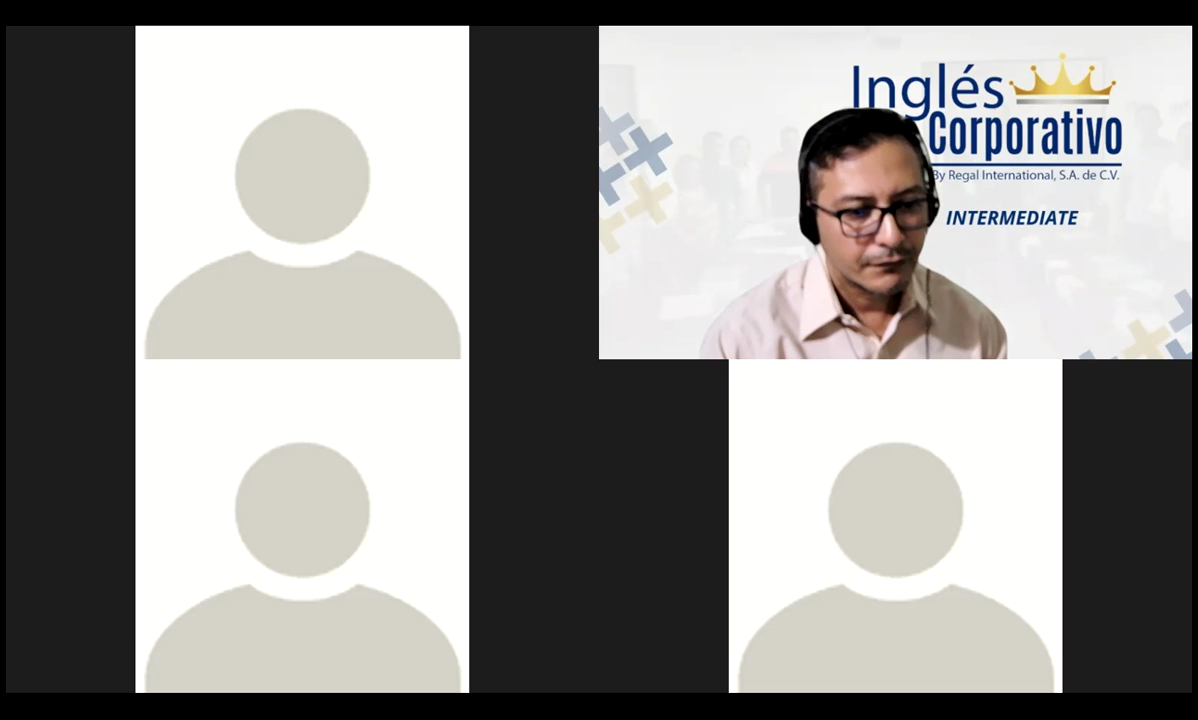 Inglés
Corporativo
By Regal International, S.A. de C.V.
INTERMEDIATE